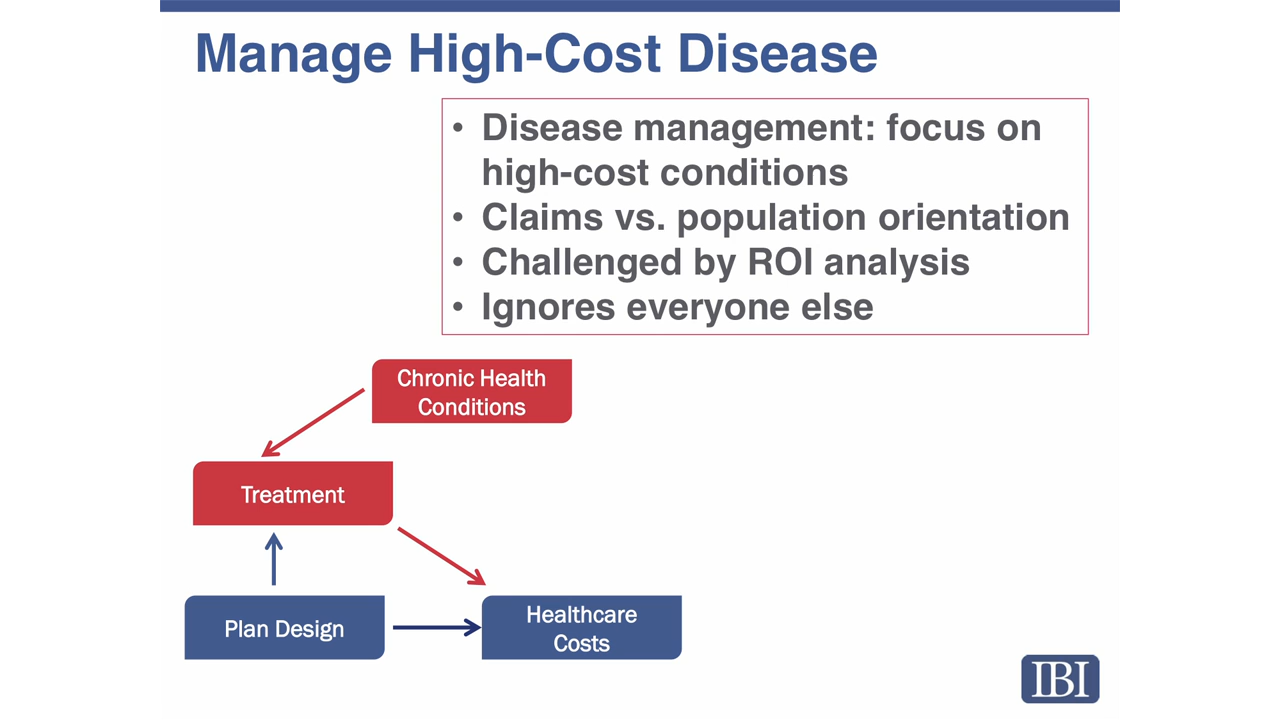 Manage High-Cost Disease
• Disease management: focus on
high-cost conditions
• Claims vs. population orientation
• Challenged by ROI analysis
• Ignores everyone else
Chronic Health
Conditions
Treatment
Plan Design
Healthcare
Costs
IBI